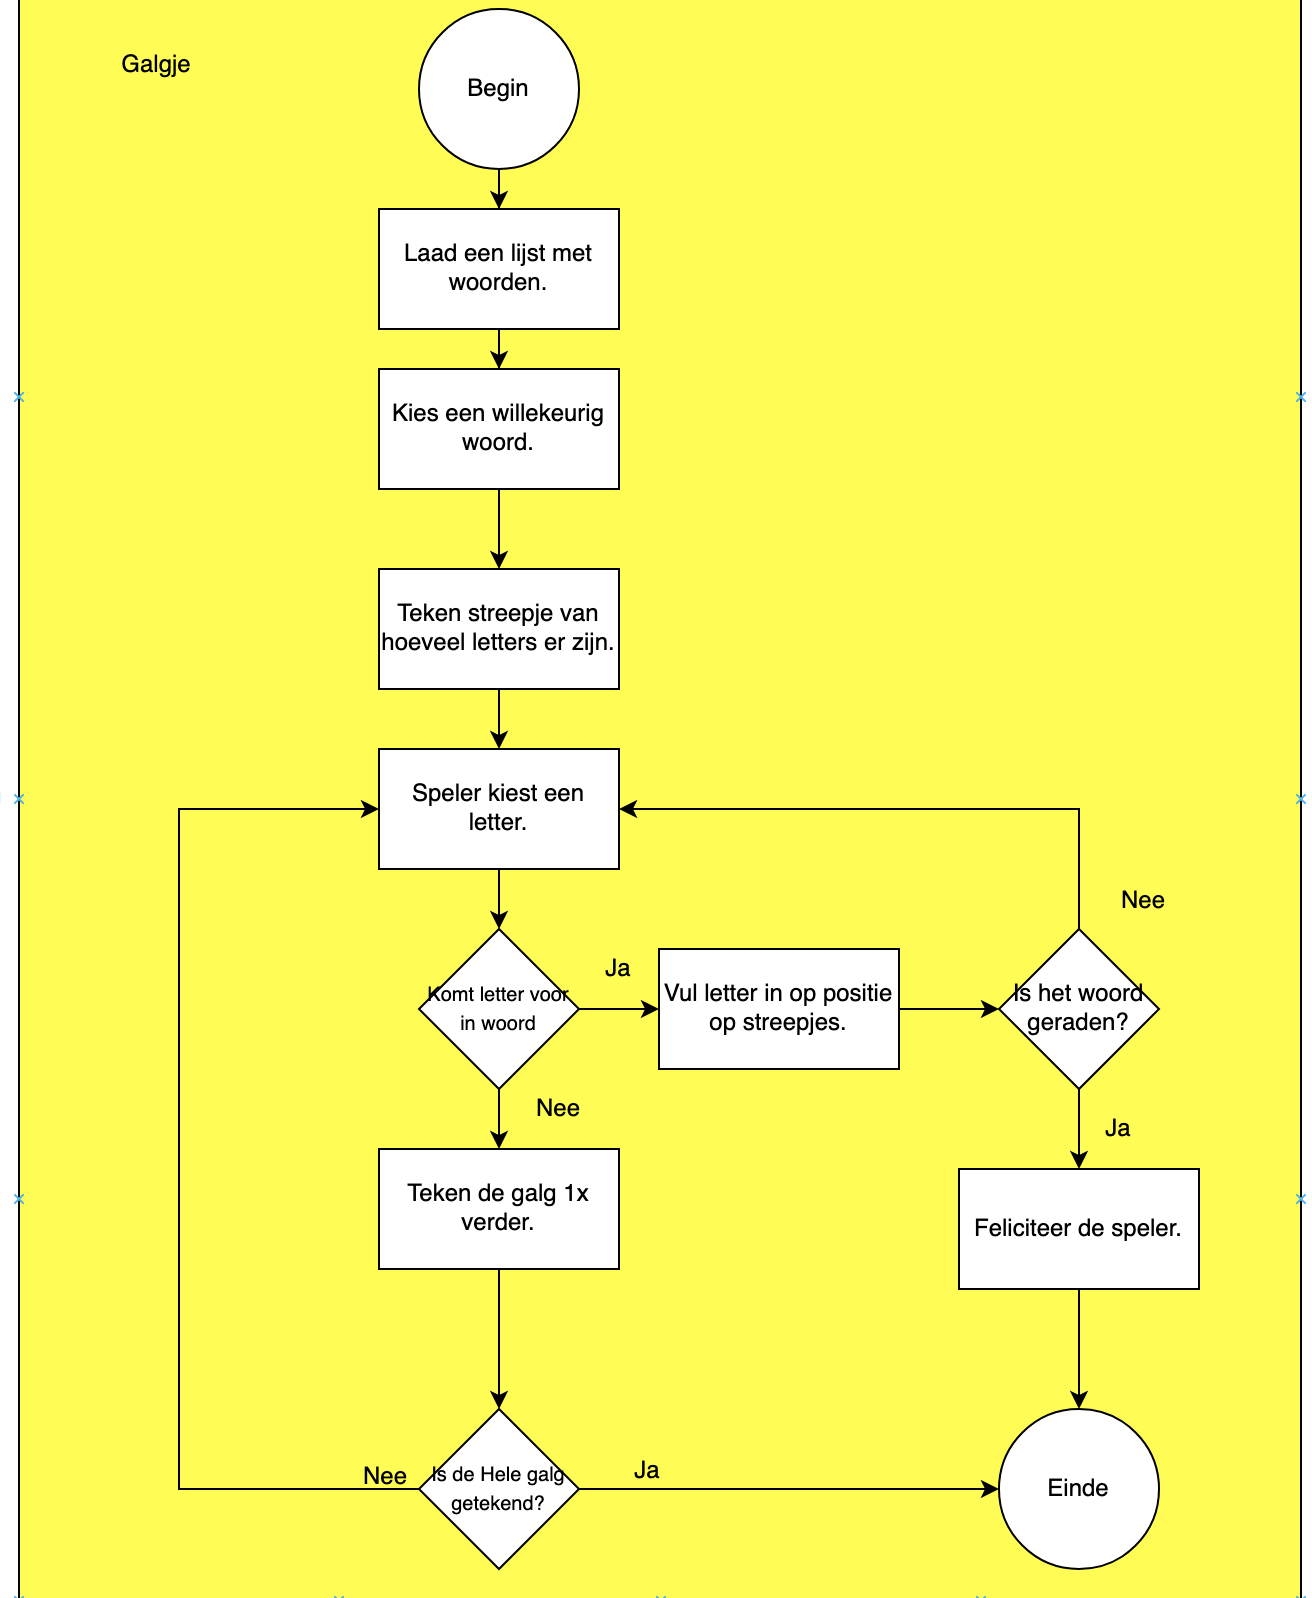 Galgje
Begin
Laad een lijst met
woorden.
Kies een willekeurig
woord.
Teken streepje van
hoeveel letters er zijn.
Speler kiest een
letter.
Nee
Komt letter voor
in woord
Ja
Vul letter in op positie
op streepjes.
Is het woord
geraden?
Nee
Ja
Teken de galg 1x
verder.
Feliciteer de speler.
Nee
Is de Hele galg
getekend?
Ja
Einde